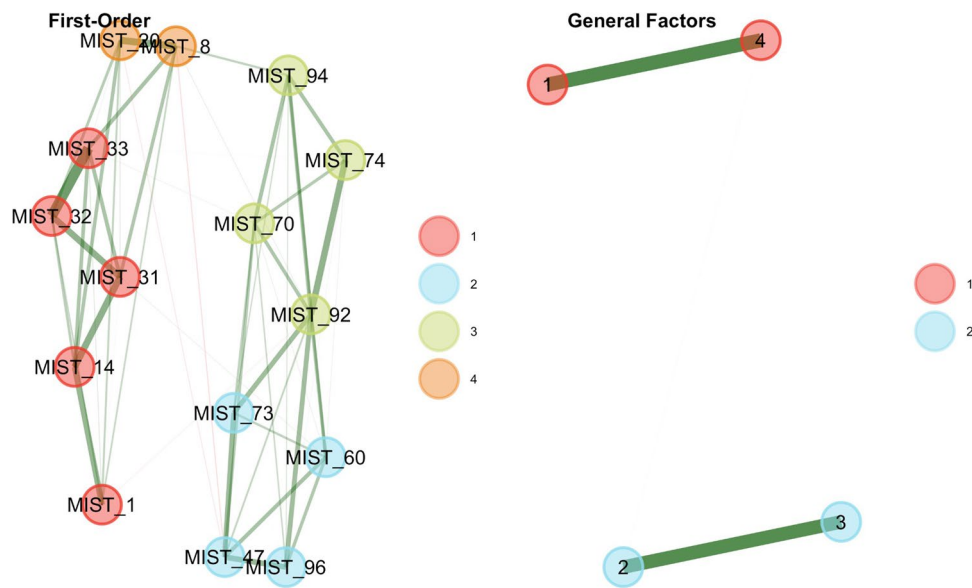 First-Order
MIST_20
MIST_8
MIST_94
MIST_33
MIST_74
MIST_32
MIST_70
MIST_31
MIST_92
MIST_14
MIST_73
MIST_60
MIST_1
MIST_47
MIST_96
1
2
3
4
General Factors
4
1
3
2
1
2